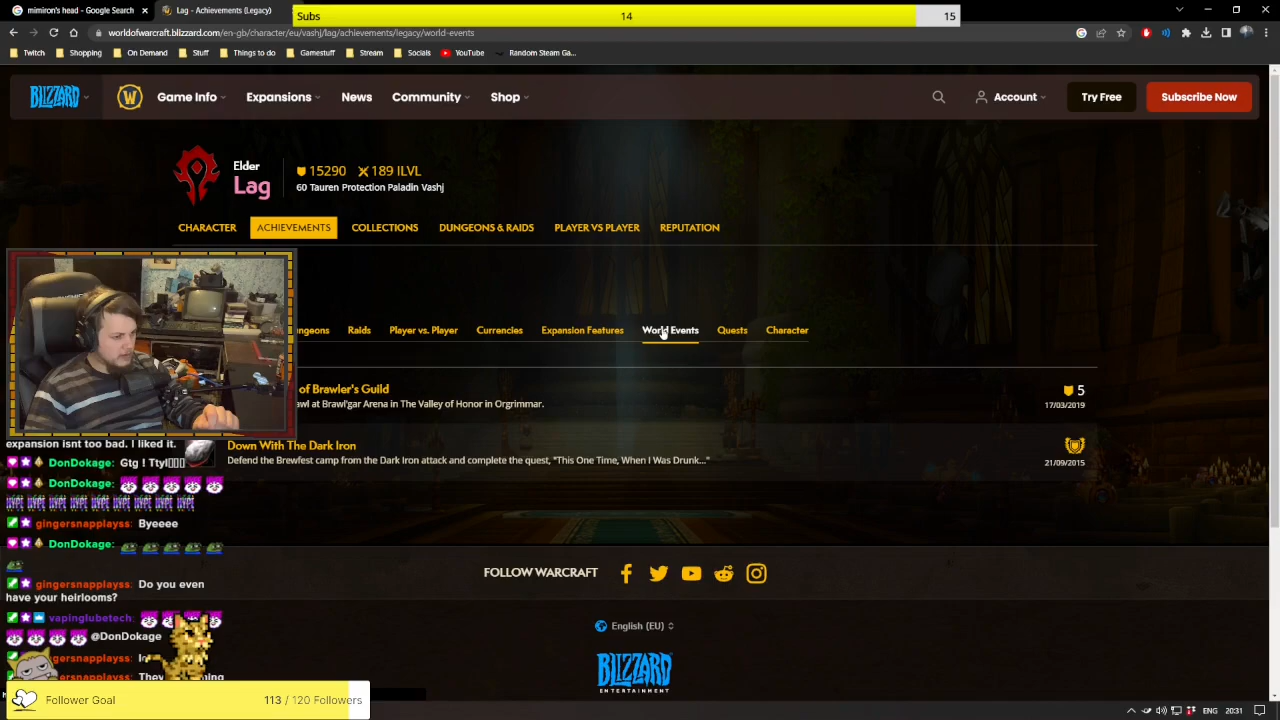 mimiron's head - Google Search
Lag - Achievements (Legacy)
Subs 14 15
worldofwarcraft.blizzard.com/en-gb/character/eu/vashj/lag/achievements/legacy/world-events
Twitch Shopping On Demand Stuff Things to do Gamestuff Stream Socials YouTube Random Steam Ga...
BLIZZARD W Game Info Expansions News Community Shop Account Try Free Subscribe Now
Elder
Lag
15290 189 ILVL
60 Tauren Protection Paladin Vashj
CHARACTER ACHIEVEMENTS COLLECTIONS DUNGEONS & RAIDS PLAYER VS PLAYER REPUTATION
ngeons Raids Player vs. Player Currencies Expansion Features World Events Quests Character
of Brawler's Guild 5
awl at Brawl'gar Arena in The Valley of Honor in Orgrimmar. 17/03/2019
expansion isnt too bad. I liked it.
Down With The Dark Iron
Defend the Brewfest camp from the Dark Iron attack and complete the quest, "This One Time, When I Was Drunk..." 21/09/2015
DonDokage: Gtg ! Ttyl
DonDokage:
gingersnapplayss: Byeeee
DonDokage:
gingersnapplayss: Do you even
have your heirlooms?
vapinglubetech:
@DonDokage
gersnapplayss:
gersnapplayss: They
FOLLOW WARCRAFT
English (EU)
BLIZZARD
ENTERTAINMENT
Follower Goal 113 / 120 Followers
ENG 20:31